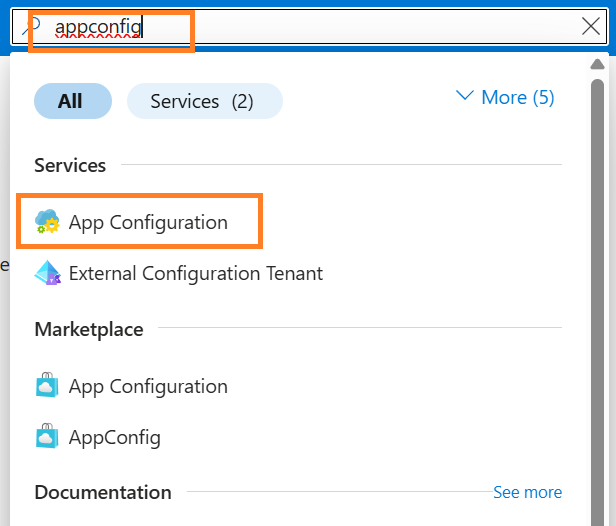 appconfig
All Services (2) More (5)
Services
App Configuration
e
External Configuration Tenant
Marketplace
App Configuration
AppConfig
Documentation See more